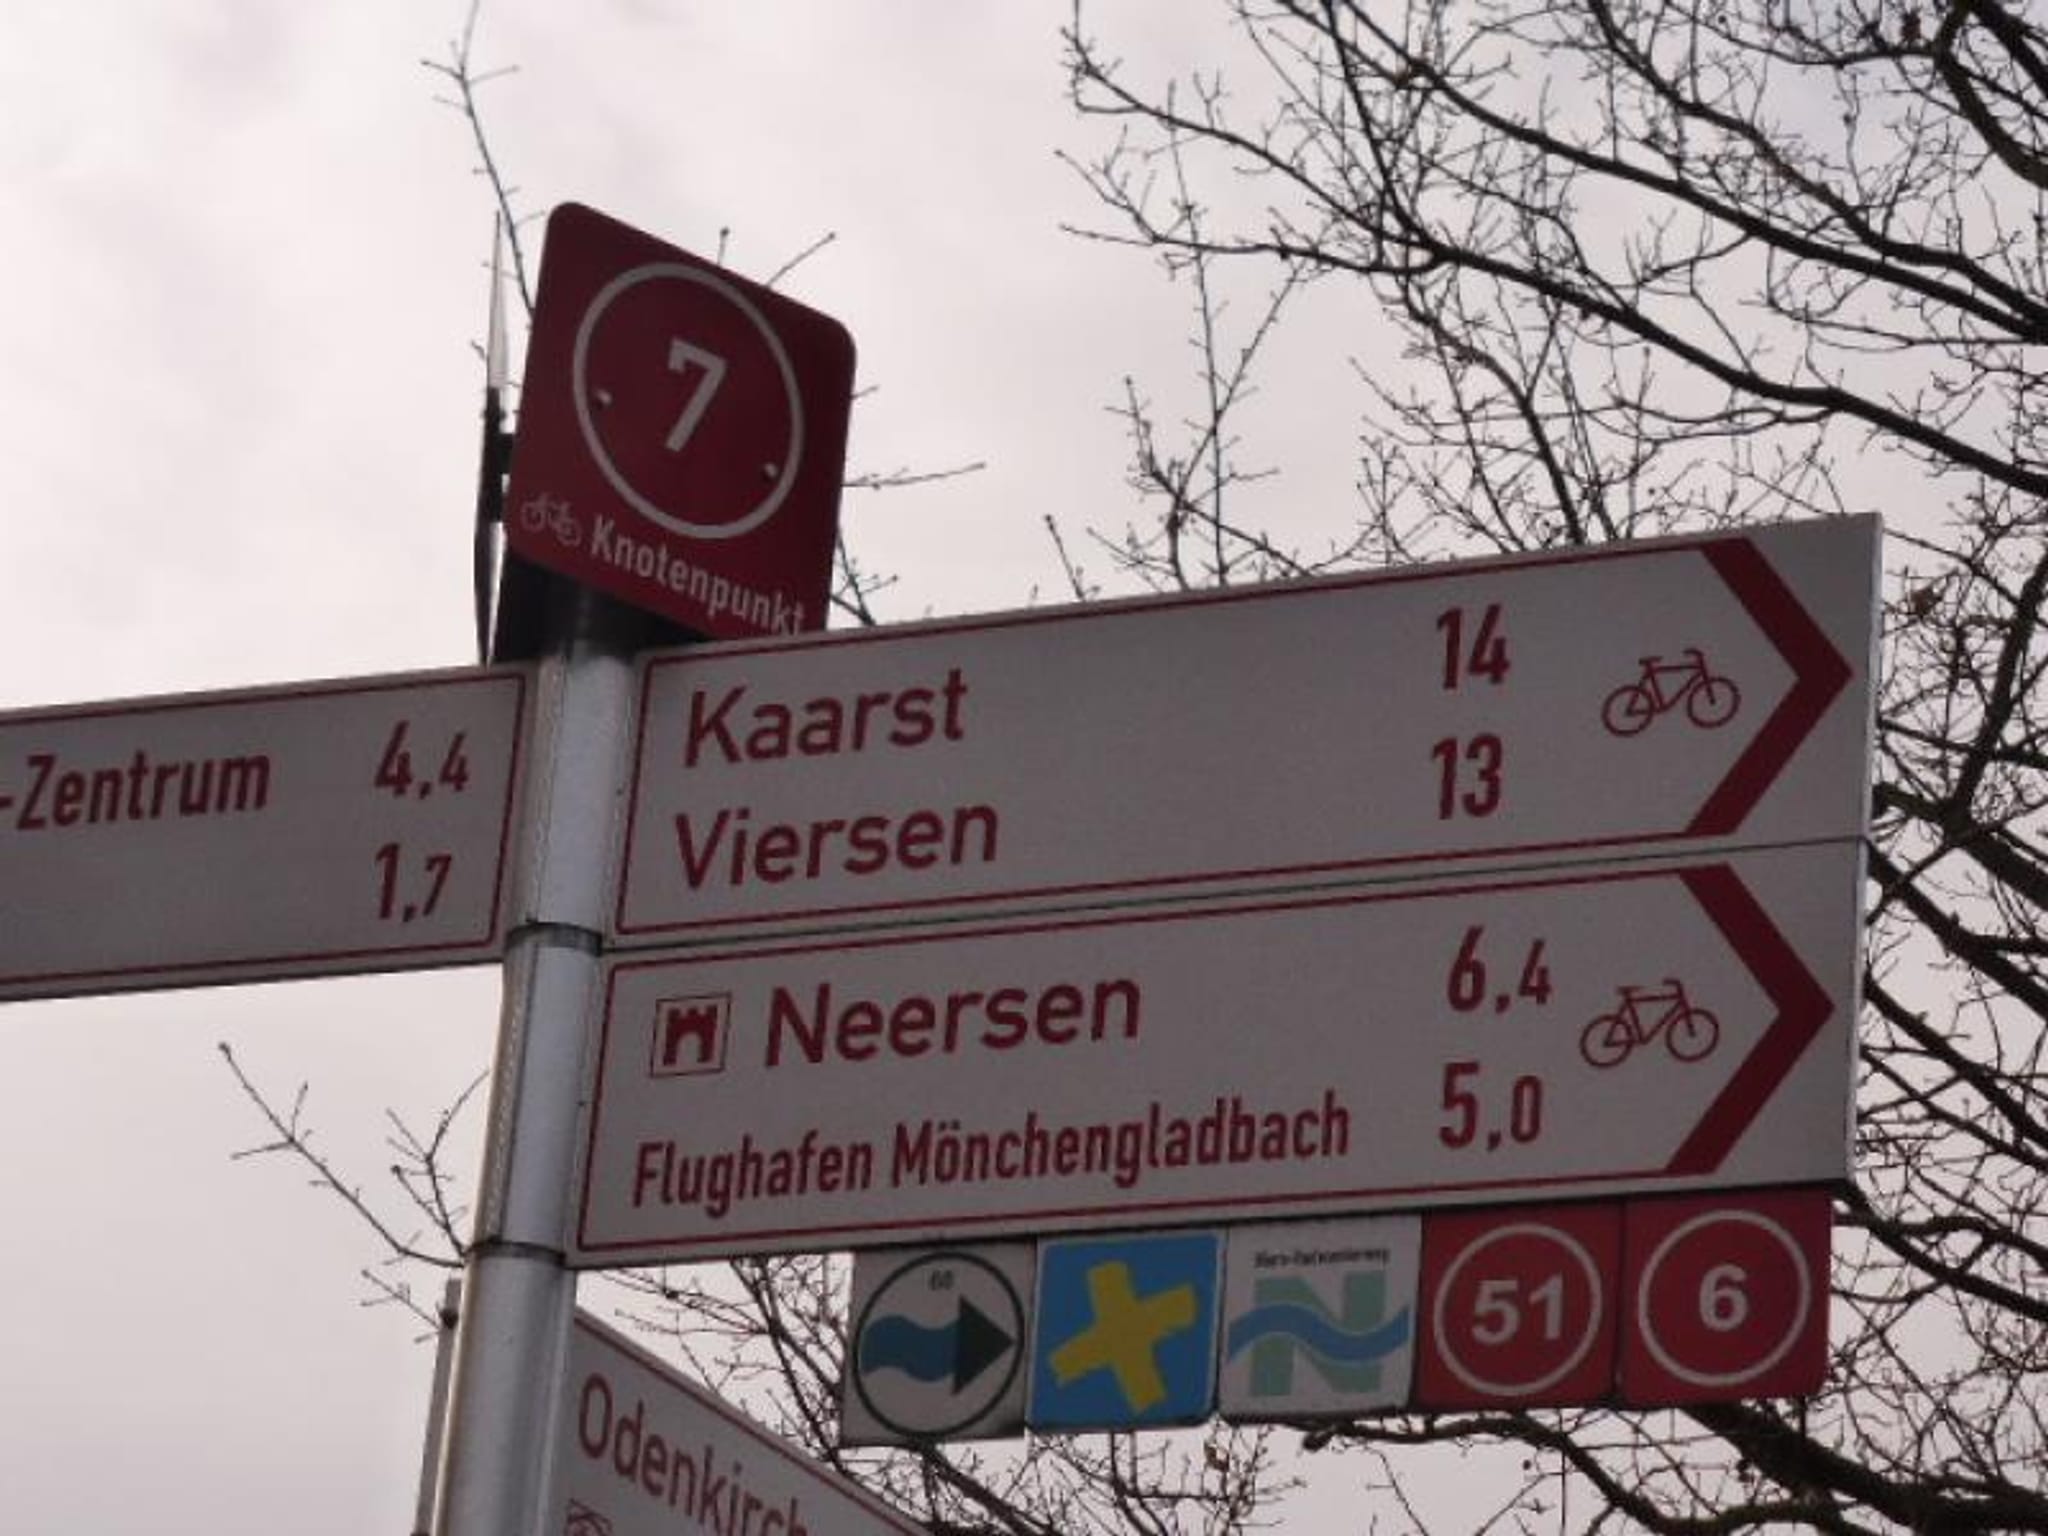 7
Knotenpunkt
-Zentrum 4,4
1,7
Kaarst 14
Viersen 13
Neersen 6,4
Flughafen Mönchengladbach 5,0
51
6
Odenkirch